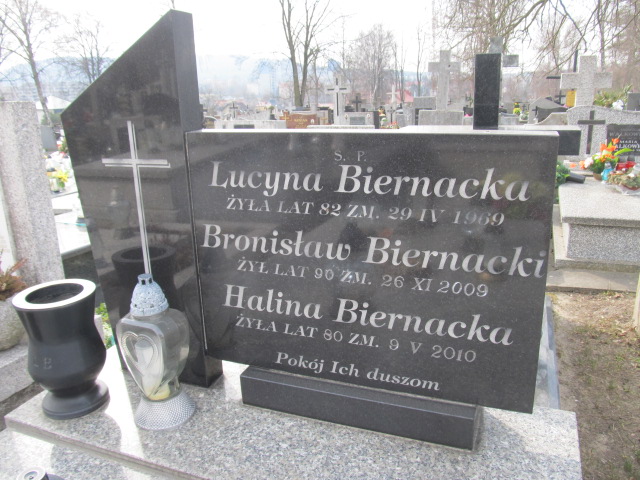 Ś. P.
Lucyna Biernacka
ŻYŁA LAT 82 ZM. 29 IV 1969
Bronisław Biernacki
ŻYŁ LAT 90 ZM. 26 XI 2009
Halina Biernacka
ŻYŁA LAT 80 ZM. 9 V 2010
Pokój Ich duszom